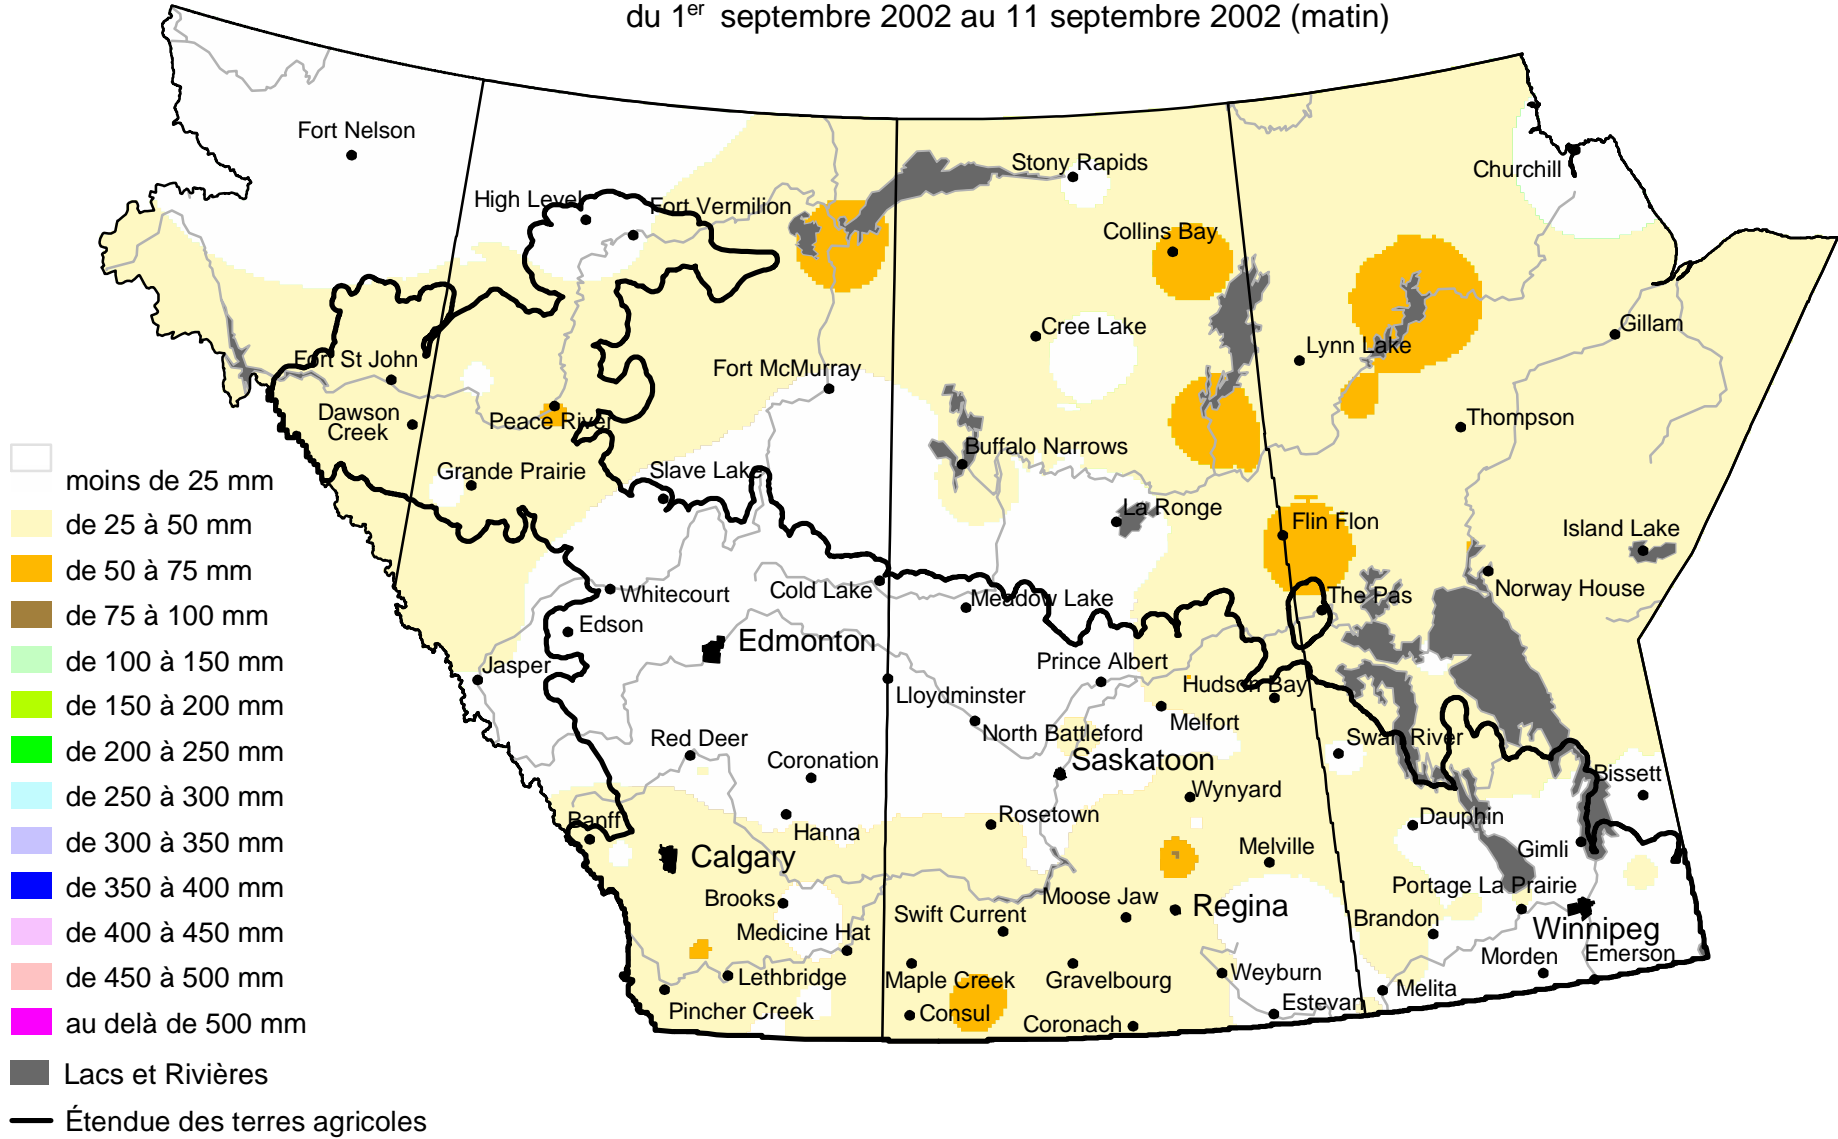 du 1er septembre 2002 au 11 septembre 2002 (matin)
Fort Nelson
High Level
Fort Vermilion
Stony Rapids
Churchill
Collins Bay
Cree Lake
Lynn Lake
Gillam
Fort St John
Fort McMurray
Dawson
Creek
Peace River
Thompson
Buffalo Narrows
Grande Prairie
Slave Lake
La Ronge
Flin Flon
Island Lake
Whitecourt
Cold Lake
Meadow Lake
The Pas
Norway House
Edson
Edmonton
Jasper
Prince Albert
Hudson Bay
Lloydminster
North Battleford
Melfort
Red Deer
Coronation
Saskatoon
Swan River
Bissett
Wynyard
Banff
Hanna
Rosetown
Dauphin
Calgary
Melville
Gimli
Brooks
Moose Jaw
Portage La Prairie
Swift Current
Regina
Brandon
Medicine Hat
Winnipeg
Lethbridge
Maple Creek
Gravelbourg
Weyburn
Morden
Emerson
Pincher Creek
Consul
Coronach
Estevan
Melita
moins de 25 mm
de 25 à 50 mm
de 50 à 75 mm
de 75 à 100 mm
de 100 à 150 mm
de 150 à 200 mm
de 200 à 250 mm
de 250 à 300 mm
de 300 à 350 mm
de 350 à 400 mm
de 400 à 450 mm
de 450 à 500 mm
au delà de 500 mm
Lacs et Rivières
Étendue des terres agricoles